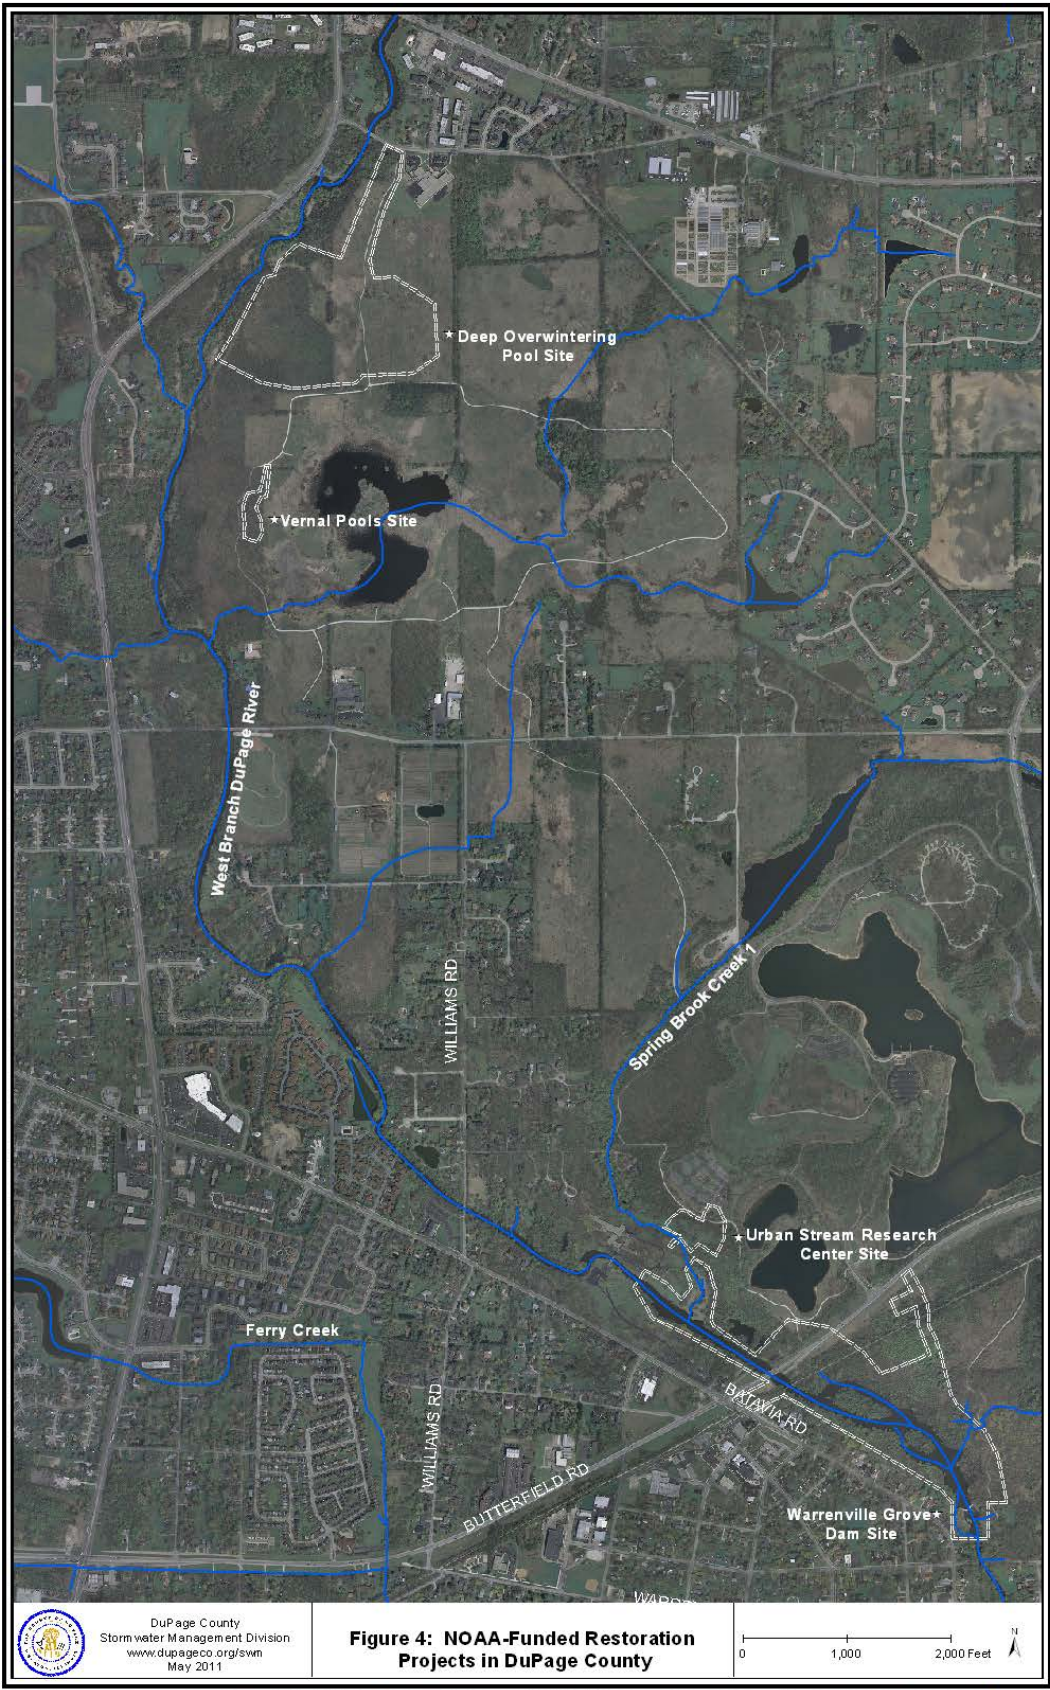 Deep Overwintering
Pool Site
Vernal Pools Site
West Branch DuPage River
WILLIAMS RD
Spring Brook Creek 1
Urban Stream Research
Center Site
Ferry Creek
WILLIAMS RD
BATAVIA RD
BUTTERFIELD RD
Warrenville Grove
Dam Site
DuPage County
Stormwater Management Division
www.dupageco.org/swm
May 2011
Figure 4: NOAA-Funded Restoration
Projects in DuPage County
0 1,000 2,000 Feet
N